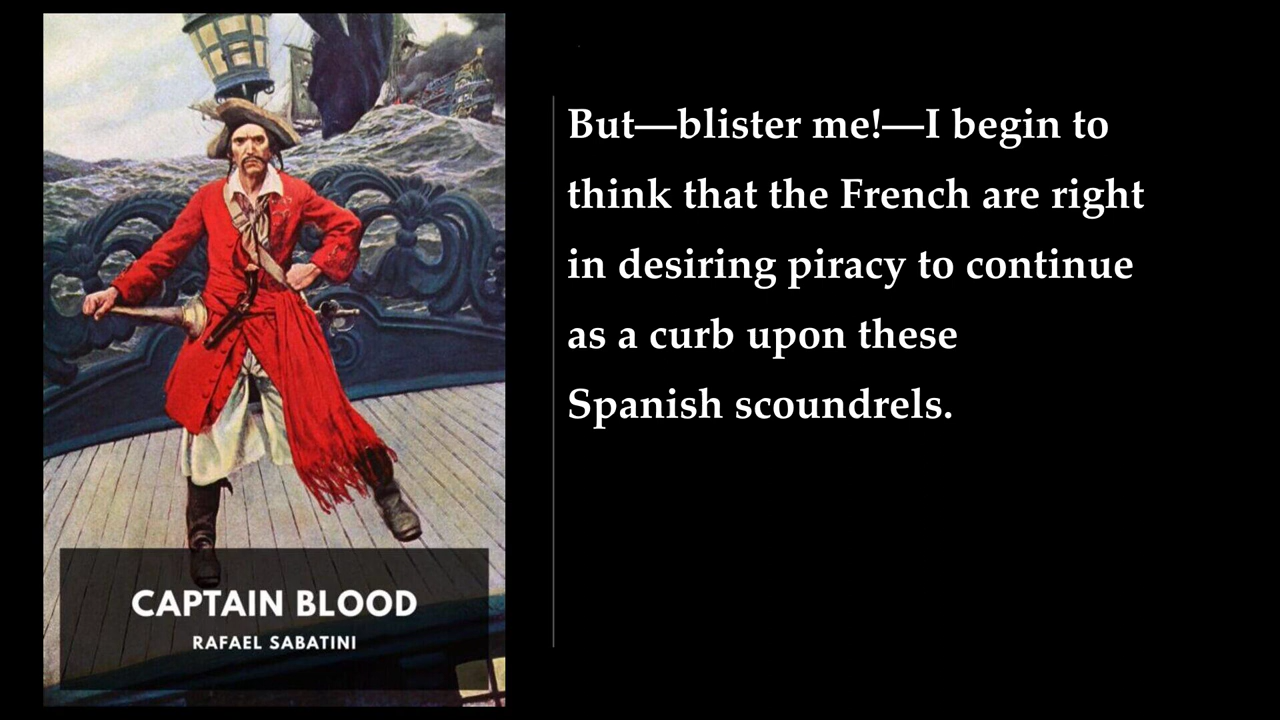 CAPTAIN BLOOD
RAFAEL SABATINI
But—blister me!—I begin to
think that the French are right
in desiring piracy to continue
as a curb upon these
Spanish scoundrels.